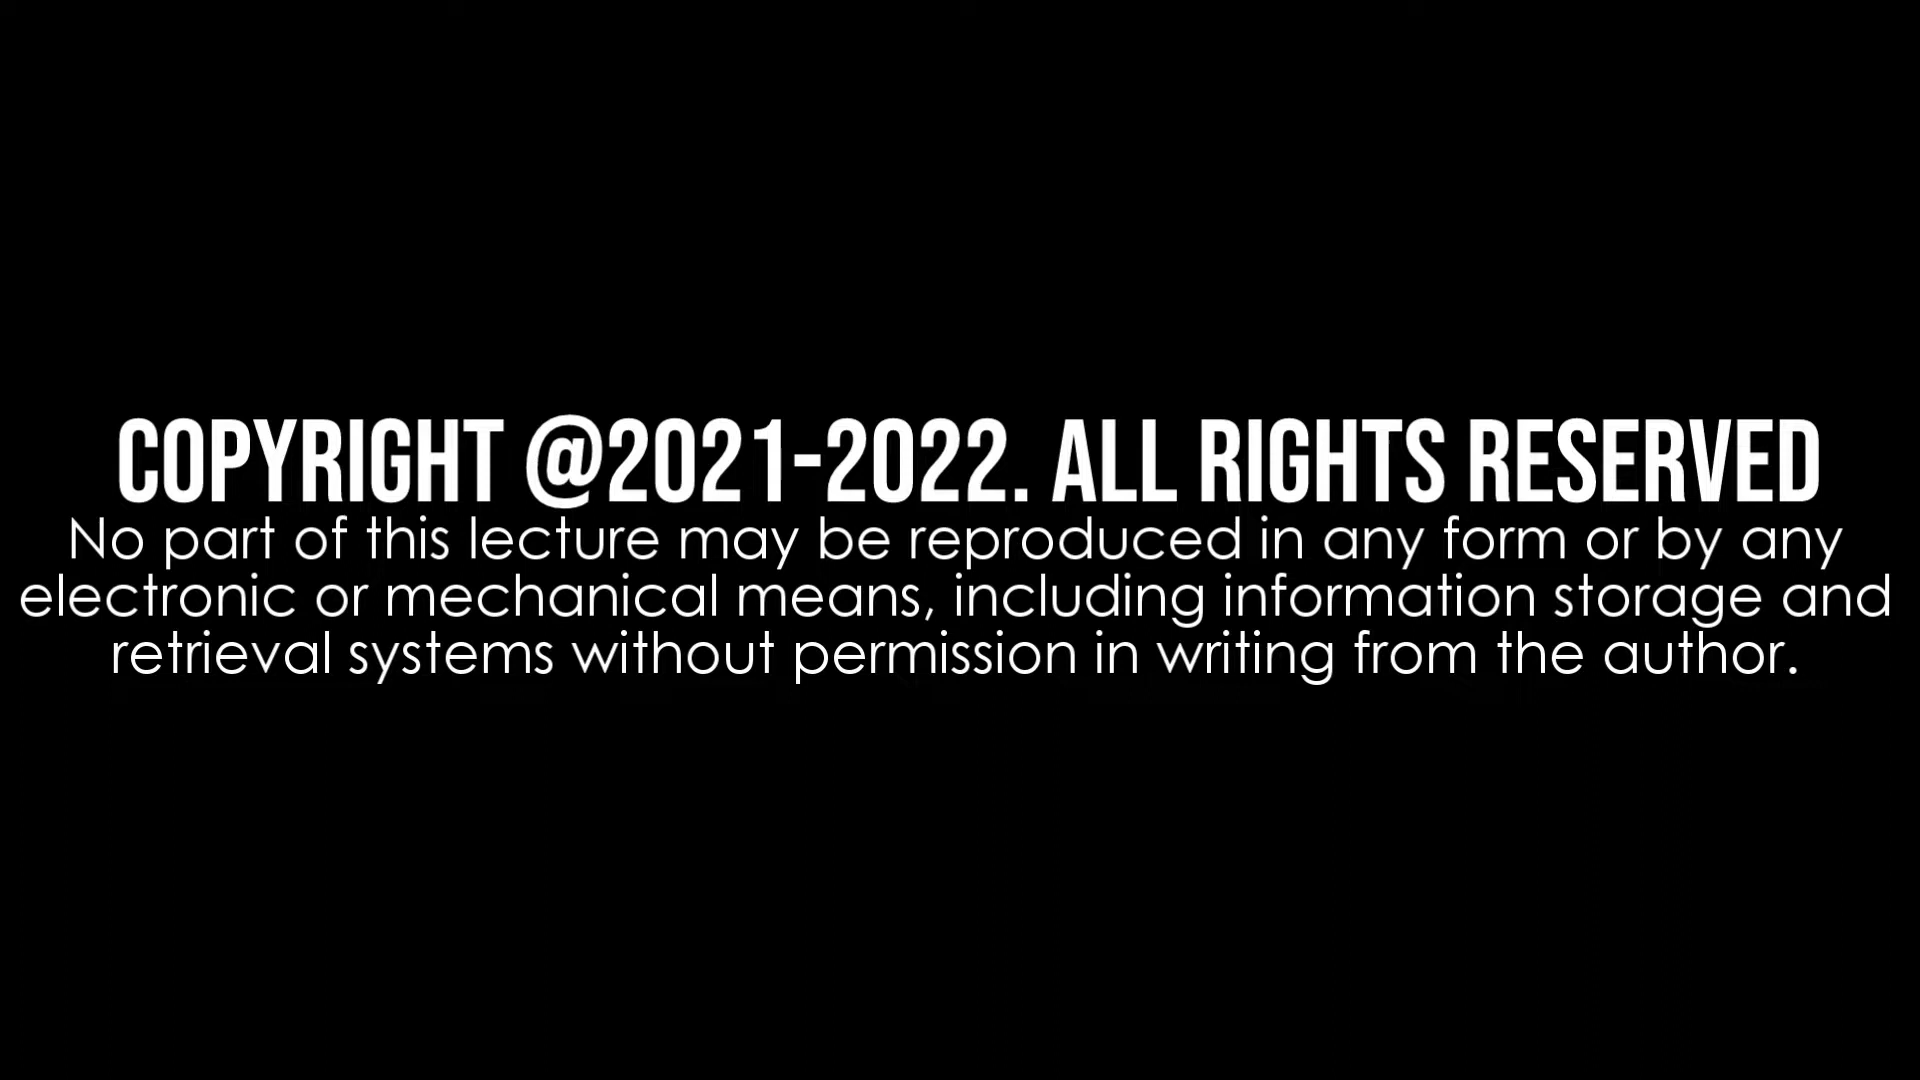 COPYRIGHT @2021-2022. ALL RIGHTS RESERVED
No part of this lecture may be reproduced in any form or by any
electronic or mechanical means, including information storage and
retrieval systems without permission in writing from the author.